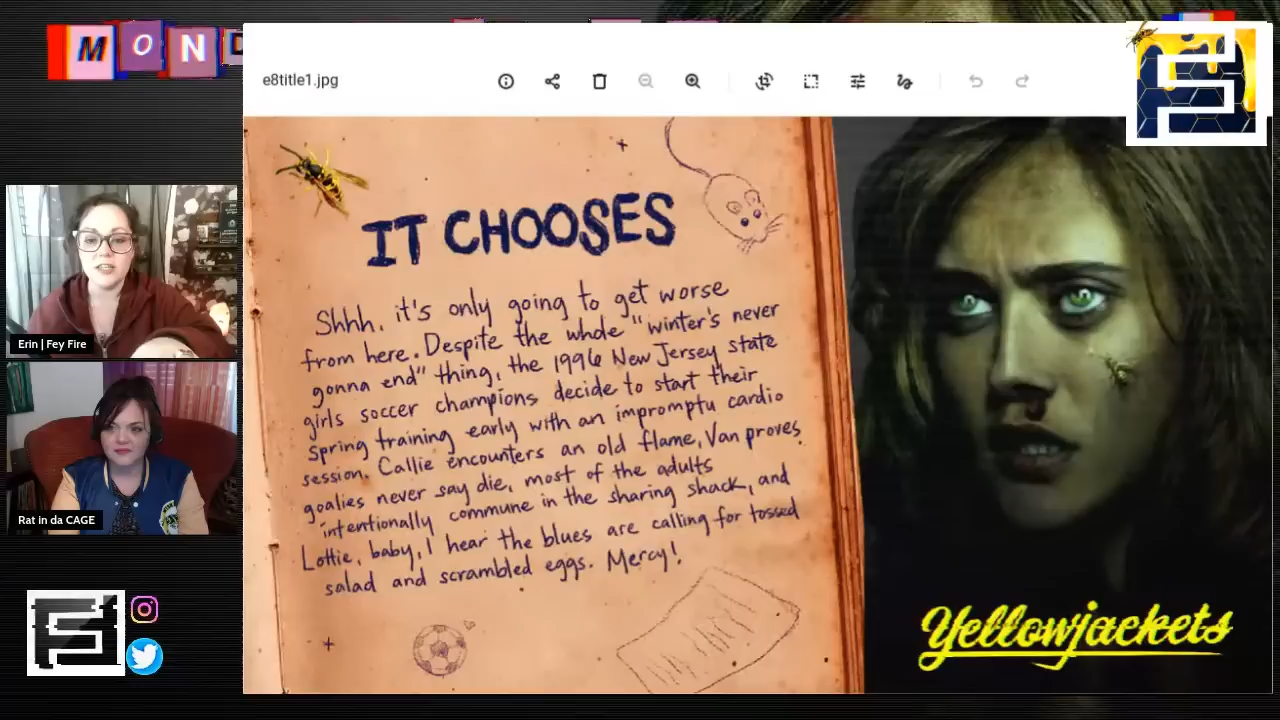 MOND
e8title1.jpg
IT CHOOSES
Shhh, it's only going to get worse
from here. Despite the whole "winter's never
gonna end" thing, the 1996 New Jersey state
girls soccer champions decide to start their
spring training early with an impromptu cardio
session, Callie encounters an old flame, Van proves
goalies never say die, most of the adults
intentionally commune in the sharing shack, and
Lottie, baby, I hear the blues are calling for tossed
salad and scrambled eggs. Mercy!
Yellowjackets
Erin | Fey Fire
Rat in da CAGE